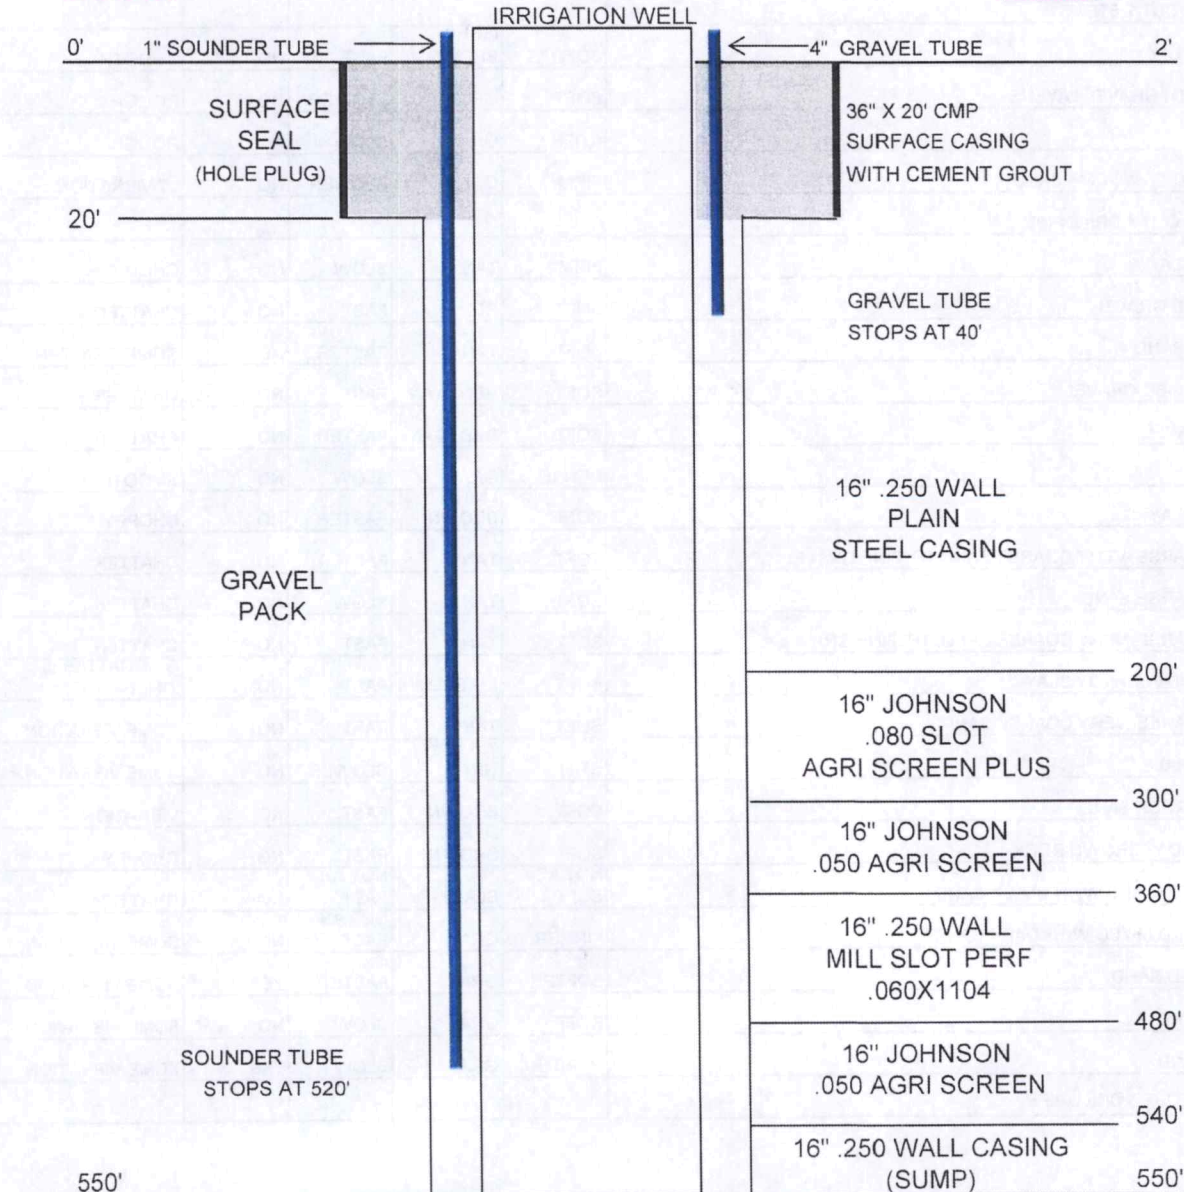 IRRIGATION WELL
0'
1" SOUNDER TUBE
4" GRAVEL TUBE
2'
SURFACE
SEAL
(HOLE PLUG)
36" X 20' CMP
SURFACE CASING
WITH CEMENT GROUT
20'
GRAVEL TUBE
STOPS AT 40'
16" .250 WALL
PLAIN
STEEL CASING
GRAVEL
PACK
200'
16" JOHNSON
.080 SLOT
AGRI SCREEN PLUS
300'
16" JOHNSON
.050 AGRI SCREEN
360'
16" .250 WALL
MILL SLOT PERF
.060X1104
480'
SOUNDER TUBE
STOPS AT 520'
16" JOHNSON
.050 AGRI SCREEN
540'
16" .250 WALL CASING
(SUMP)
550'
550'